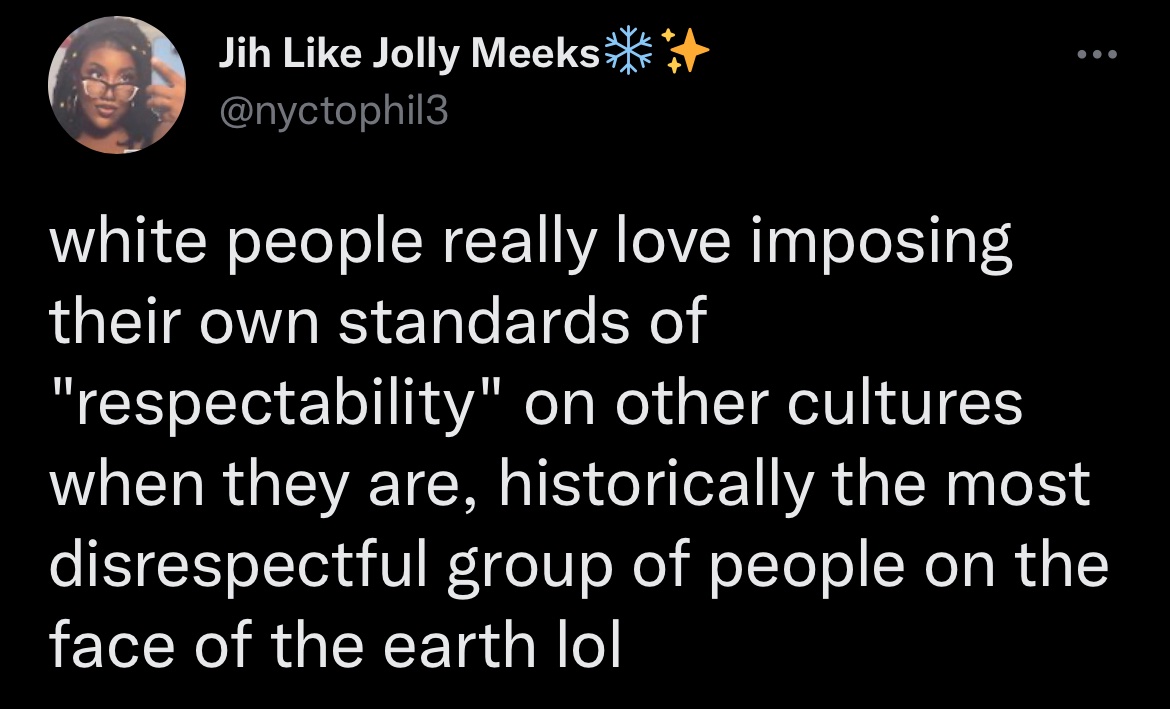 Jih Like Jolly Meeks❄️✨
@nyctophil3
white people really love imposing
their own standards of
"respectability" on other cultures
when they are, historically the most
disrespectful group of people on the
face of the earth lol